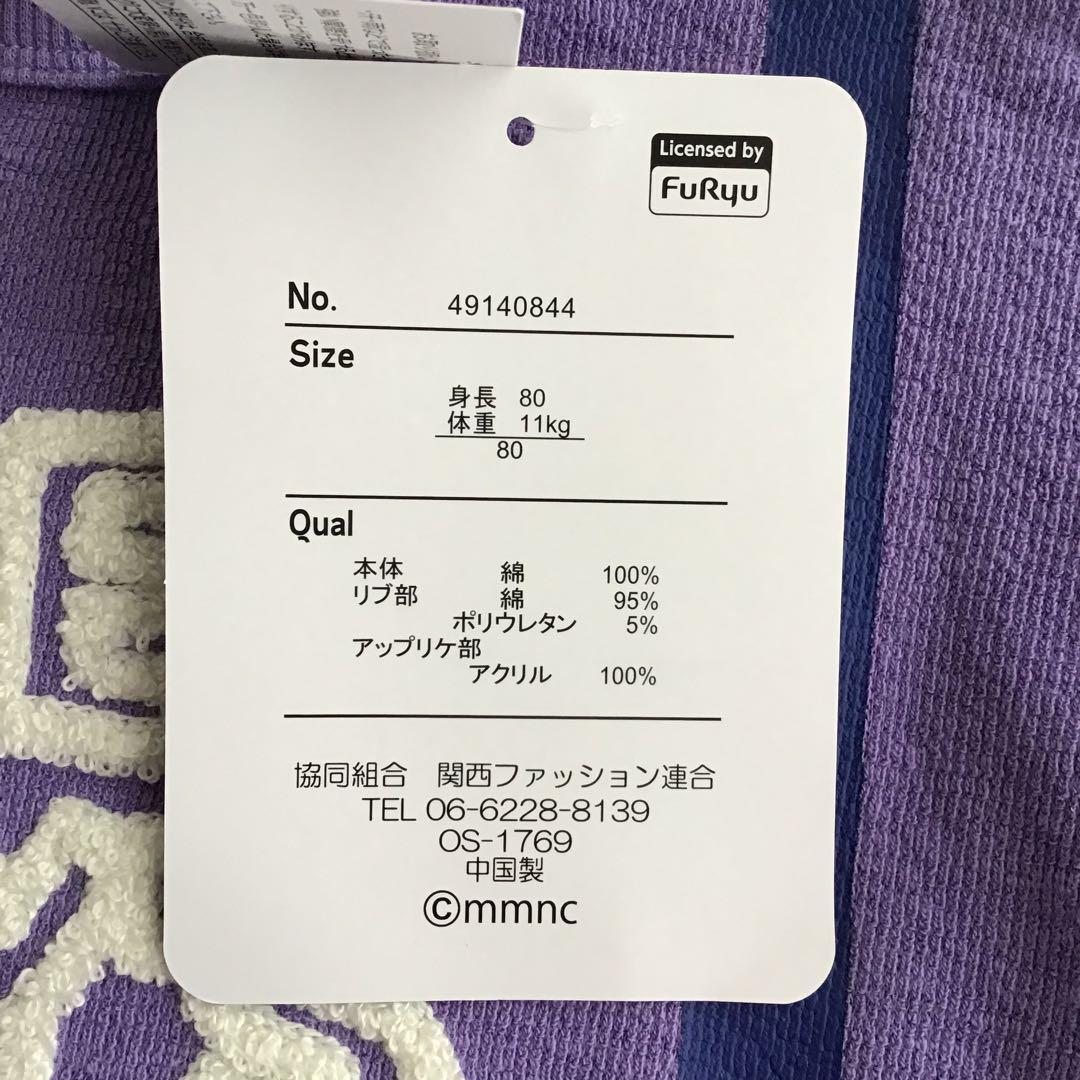 Licensed by
FuRyu
No. 49140844
Size
身長 80
体重 11kg
80
Qual
本体 綿 100%
リブ部 綿 95%
ポリウレタン 5%
アップリケ部
アクリル 100%
協同組合 関西ファッション連合
TEL 06-6228-8139
OS-1769
中国製
©mmnc